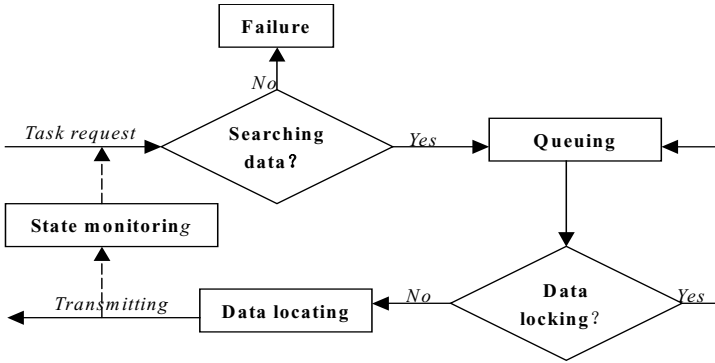 Failure
No
Task request
Searching
data?
Yes
Queuing
State monitoring
Transmitting
Data locating
No
Data
locking?
Yes